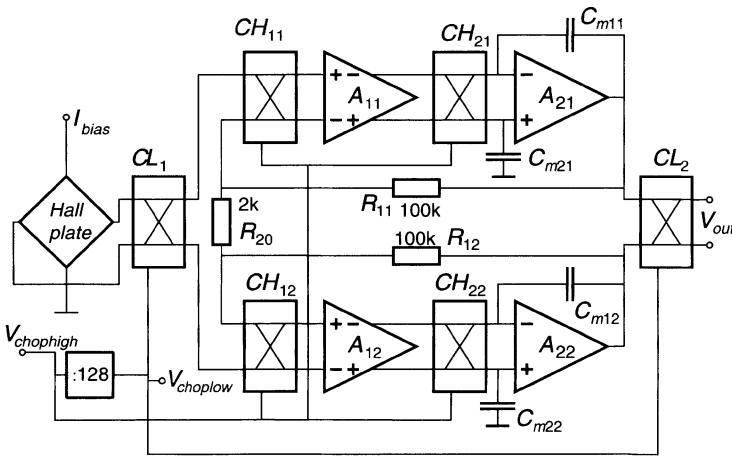 CH11
CH21
Cm11
+ −
A11
− +
−
A21
+
Cm21
Ibias
CL1
Hall
plate
2k
R20
R11 100k
100k R12
CL2
Vout
CH12
CH22
Cm12
+ −
A12
− +
−
A22
+
Cm22
Vchophigh
:128
Vchoplow